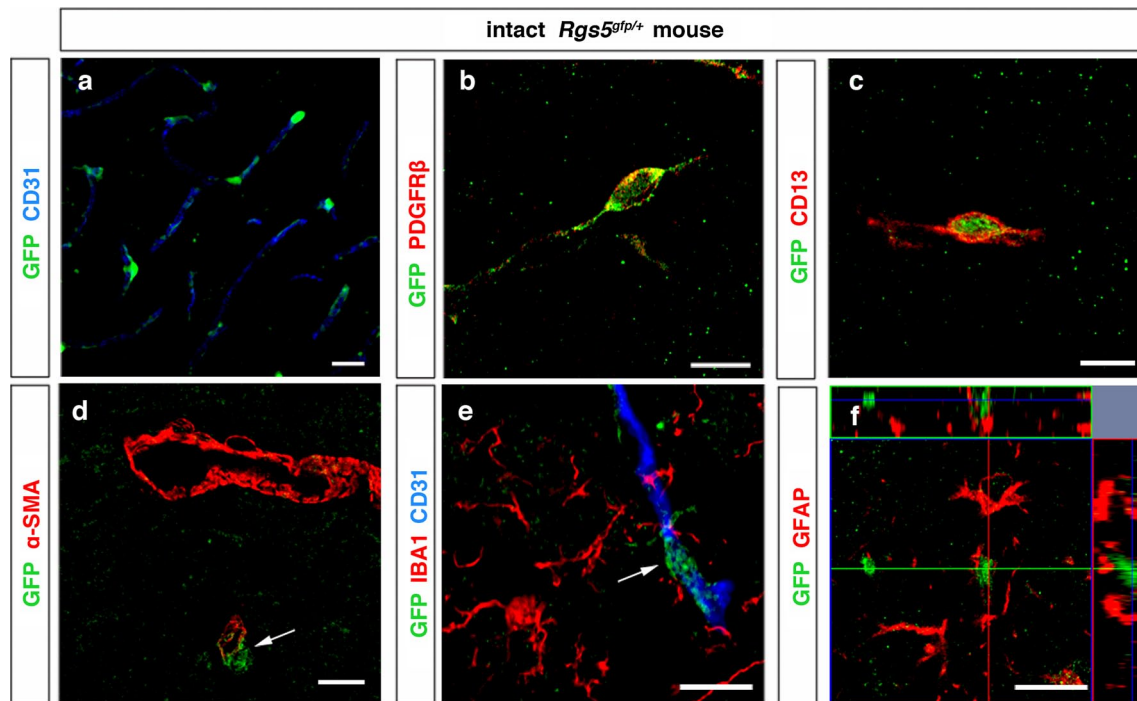 intact Rgs5gfp/+ mouse
GFP CD31
a
GFP PDGFRβ
b
GFP CD13
c
GFP α-SMA
d
GFP IBA1 CD31
e
GFP GFAP
f